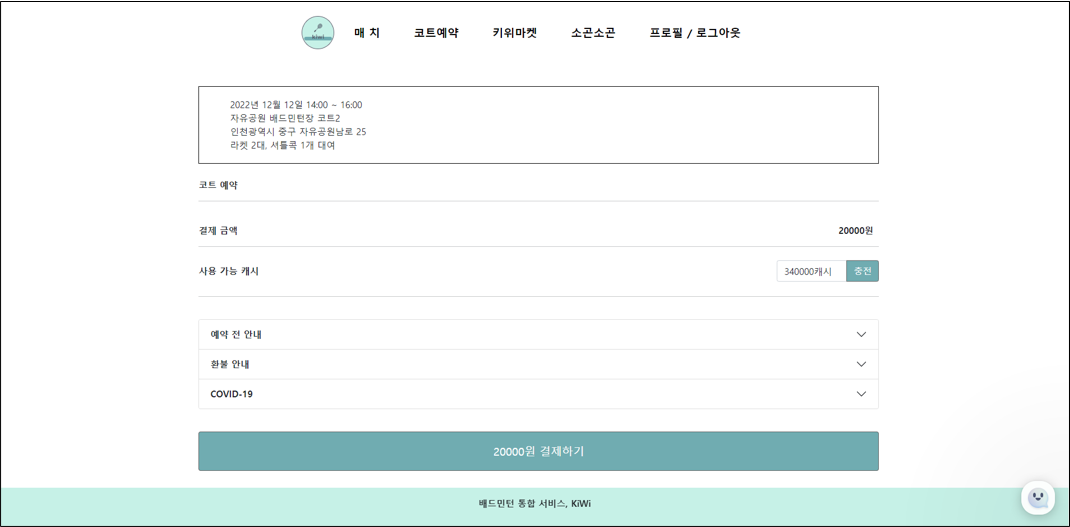 kiwi
매 치
코트예약
키위마켓
소곤소곤
프로필 / 로그아웃
2022년 12월 12일 14:00 ~ 16:00
자유공원 배드민턴장 코트2
인천광역시 중구 자유공원남로 25
라켓 2대, 셔틀콕 1개 대여
코트 예약
결제 금액
20000원
사용 가능 캐시
340000캐시
충전
예약 전 안내
환불 안내
COVID-19
20000원 결제하기
배드민턴 통합 서비스, KiWi